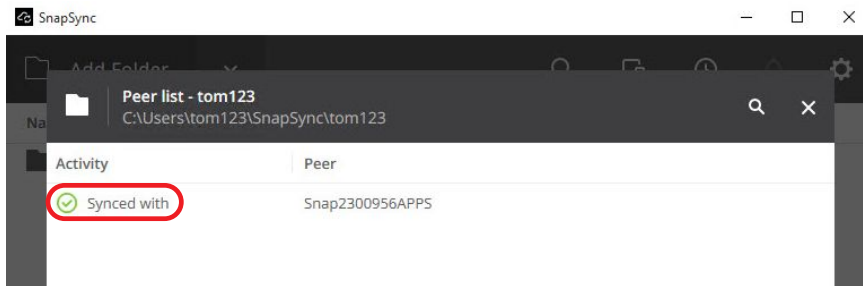 SnapSync
Add Folder
Peer list - tom123
C:\Users\tom123\SnapSync\tom123
Na
Activity Peer
Synced with Snap2300956APPS